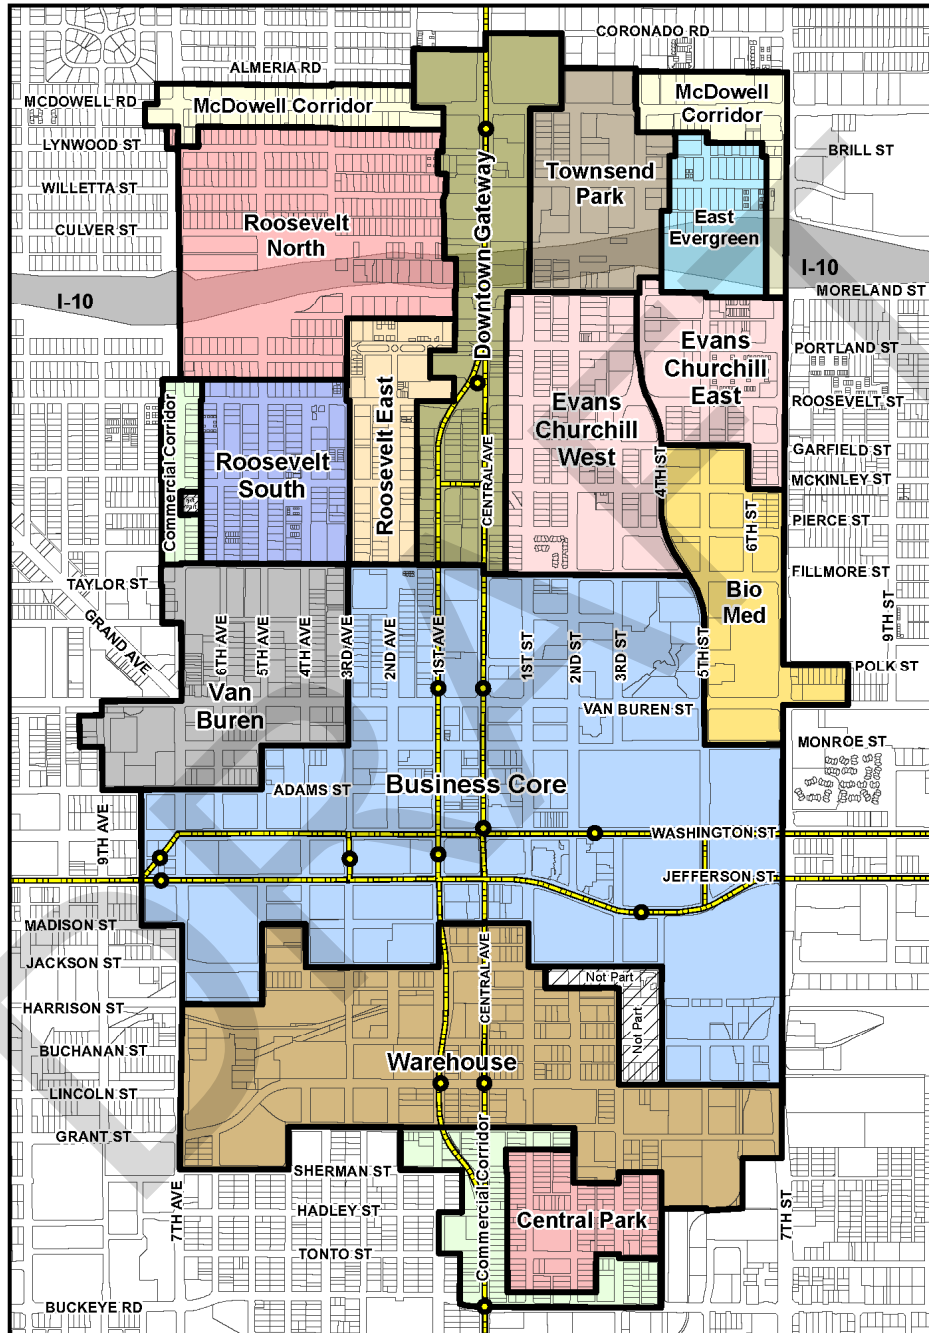 CORONADO RD
ALMERIA RD
MCDOWELL RD
McDowell Corridor
McDowell
Corridor
LYNWOOD ST
BRILL ST
WILLETTA ST
CULVER ST
Roosevelt
North
Downtown Gateway
Townsend
Park
East
Evergreen
I-10
I-10
MORELAND ST
PORTLAND ST
ROOSEVELT ST
GARFIELD ST
MCKINLEY ST
PIERCE ST
FILLMORE ST
Evans
Churchill
East
Evans
Churchill
West
Commercial Corridor
Roosevelt
South
Roosevelt East
CENTRAL AVE
4TH ST
6TH ST
Bio
Med
9TH ST
TAYLOR ST
GRAND AVE
6TH AVE
5TH AVE
4TH AVE
3RD AVE
2ND AVE
1ST AVE
1ST ST
2ND ST
3RD ST
5TH ST
POLK ST
Van
Buren
VAN BUREN ST
MONROE ST
Business Core
ADAMS ST
9TH AVE
WASHINGTON ST
JEFFERSON ST
MADISON ST
JACKSON ST
HARRISON ST
BUCHANAN ST
LINCOLN ST
GRANT ST
CENTRAL AVE
Not Part
Not Part
Warehouse
SHERMAN ST
HADLEY ST
TONTO ST
BUCKEYE RD
7TH AVE
Commercial Corridor
Central Park
7TH ST
DRAFT